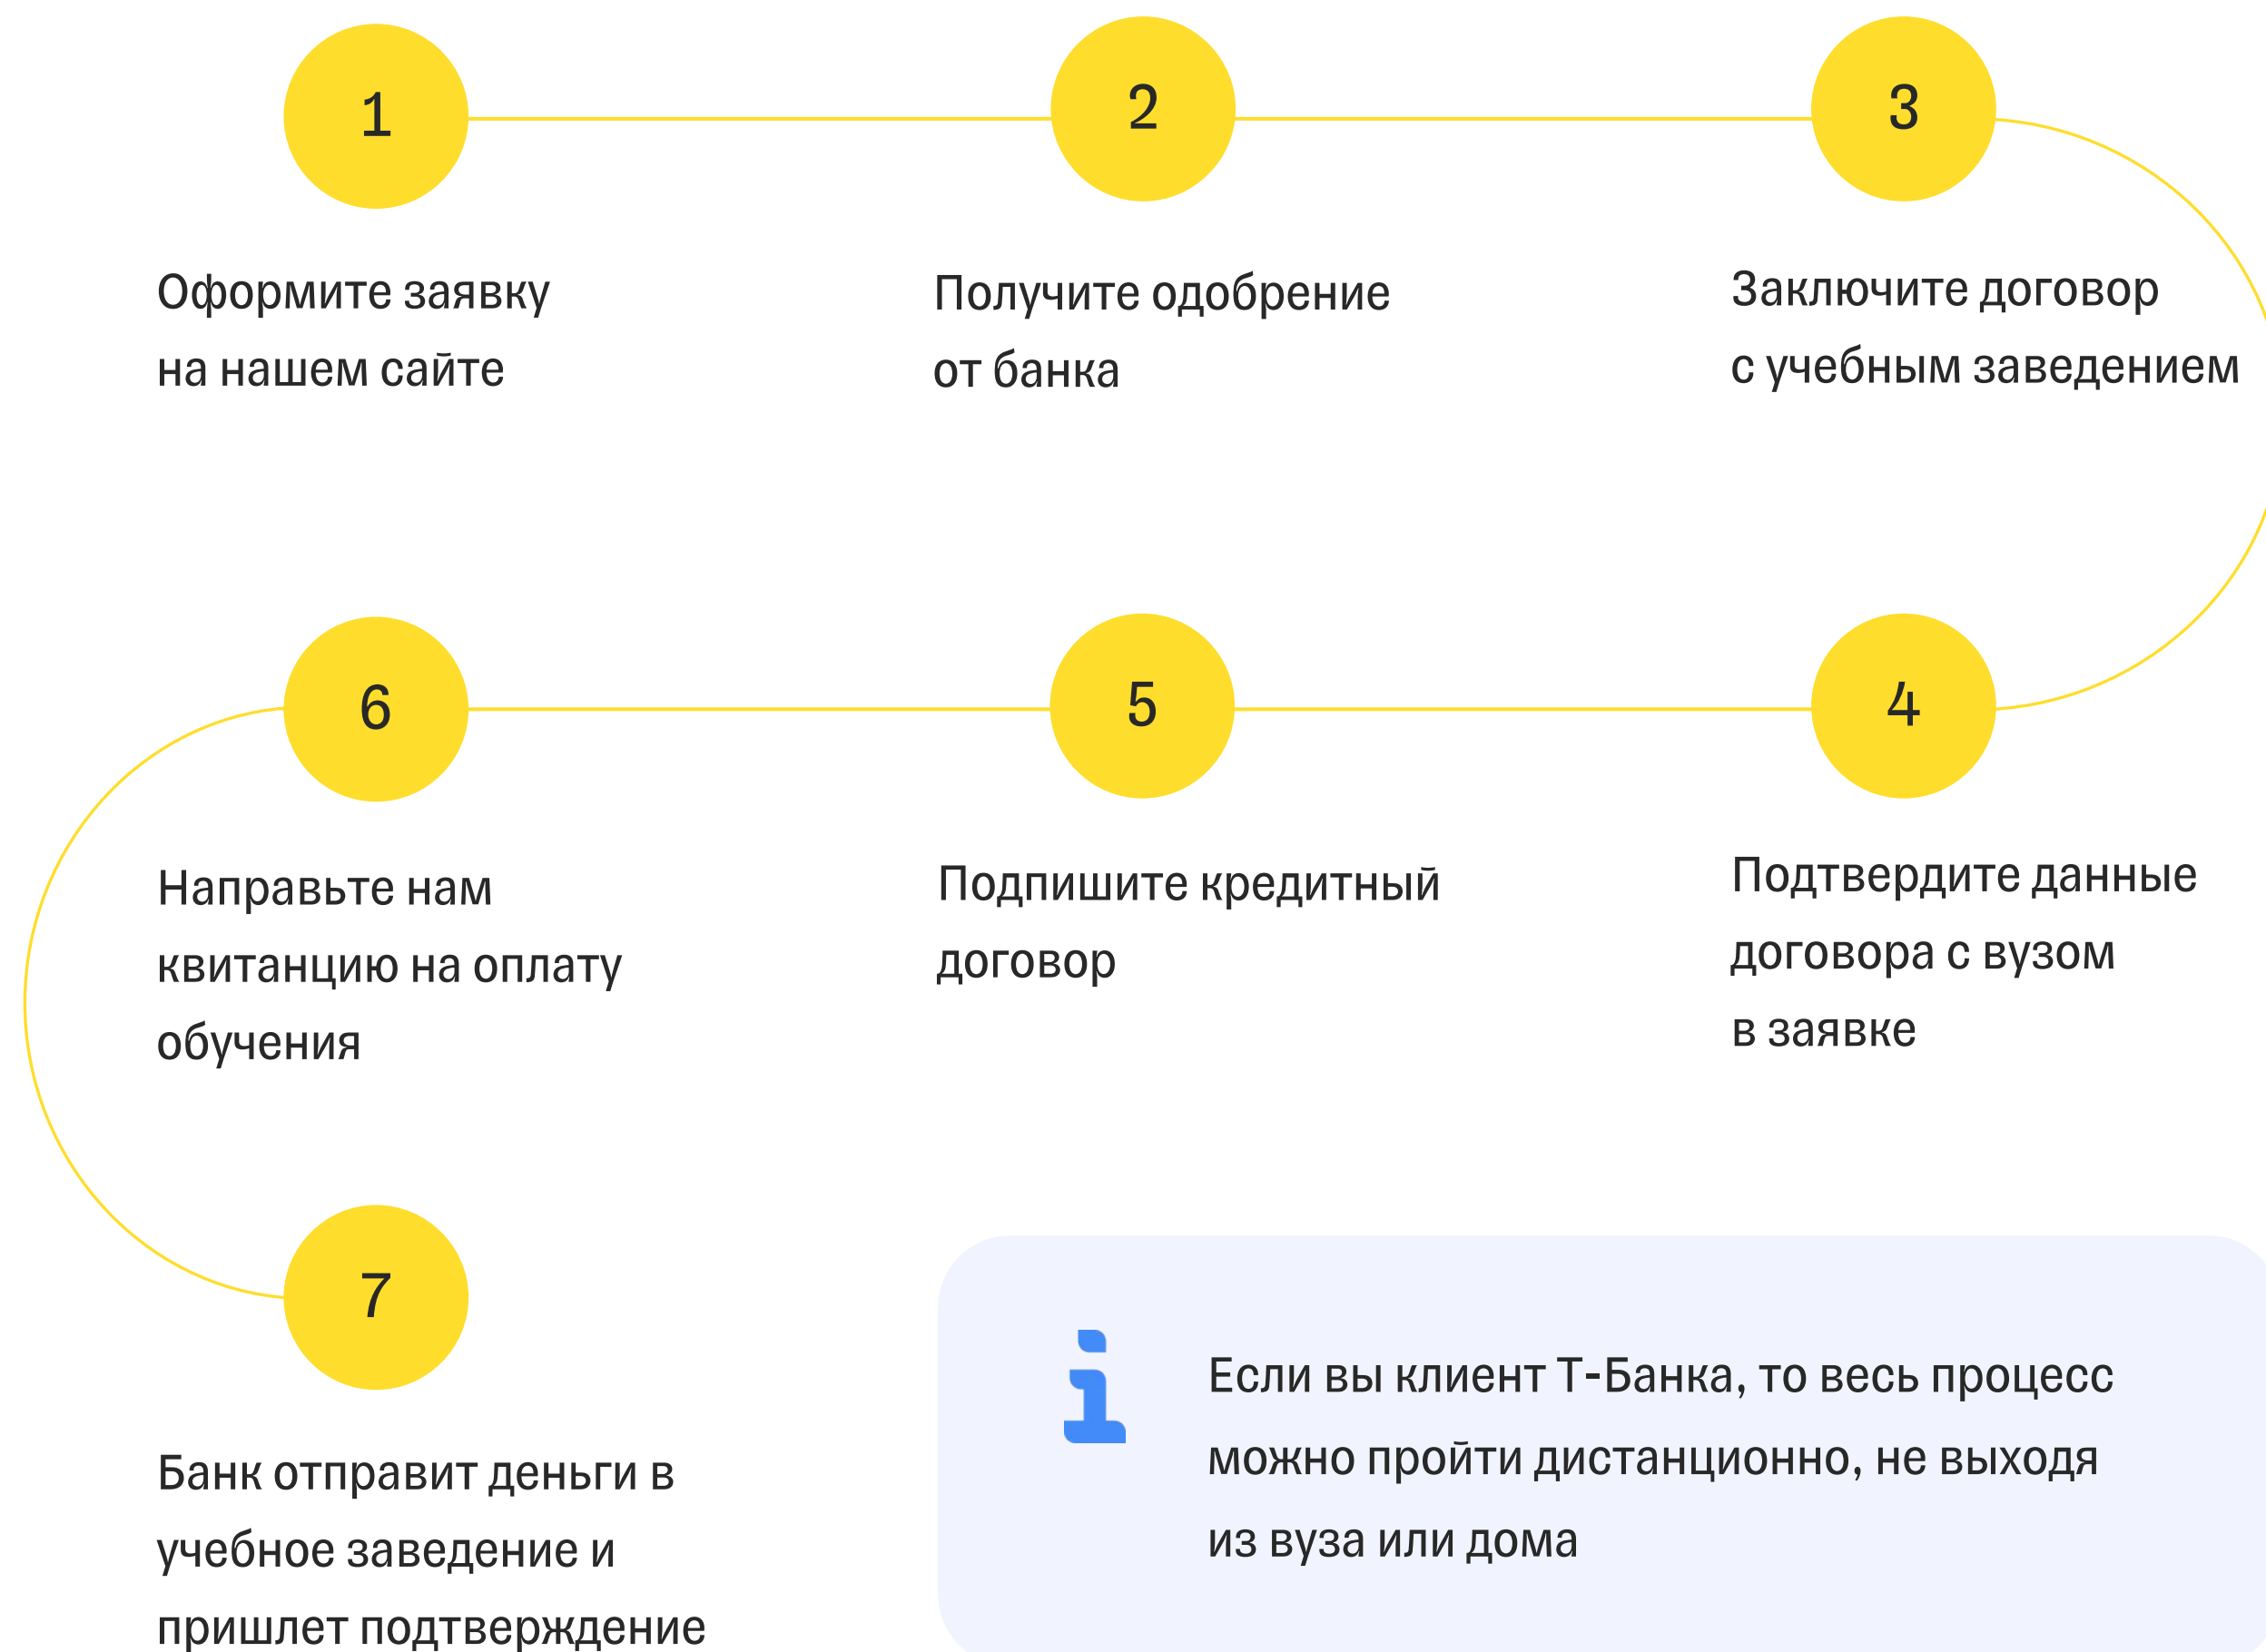 1
Оформите заявку
на нашем сайте
2
Получите одобрение
от банка
3
Заключите договор
с учебным заведением
4
Подтвердите данные
договора с вузом
в заявке
5
Подпишите кредитный
договор
6
Направьте нам
квитанцию на оплату
обучения
7
Банк отправит деньги в
учебное заведение и
пришлет подтверждение
Если вы клиент Т-Банка, то весь процесс
можно пройти дистанционно, не выходя
из вуза или дома